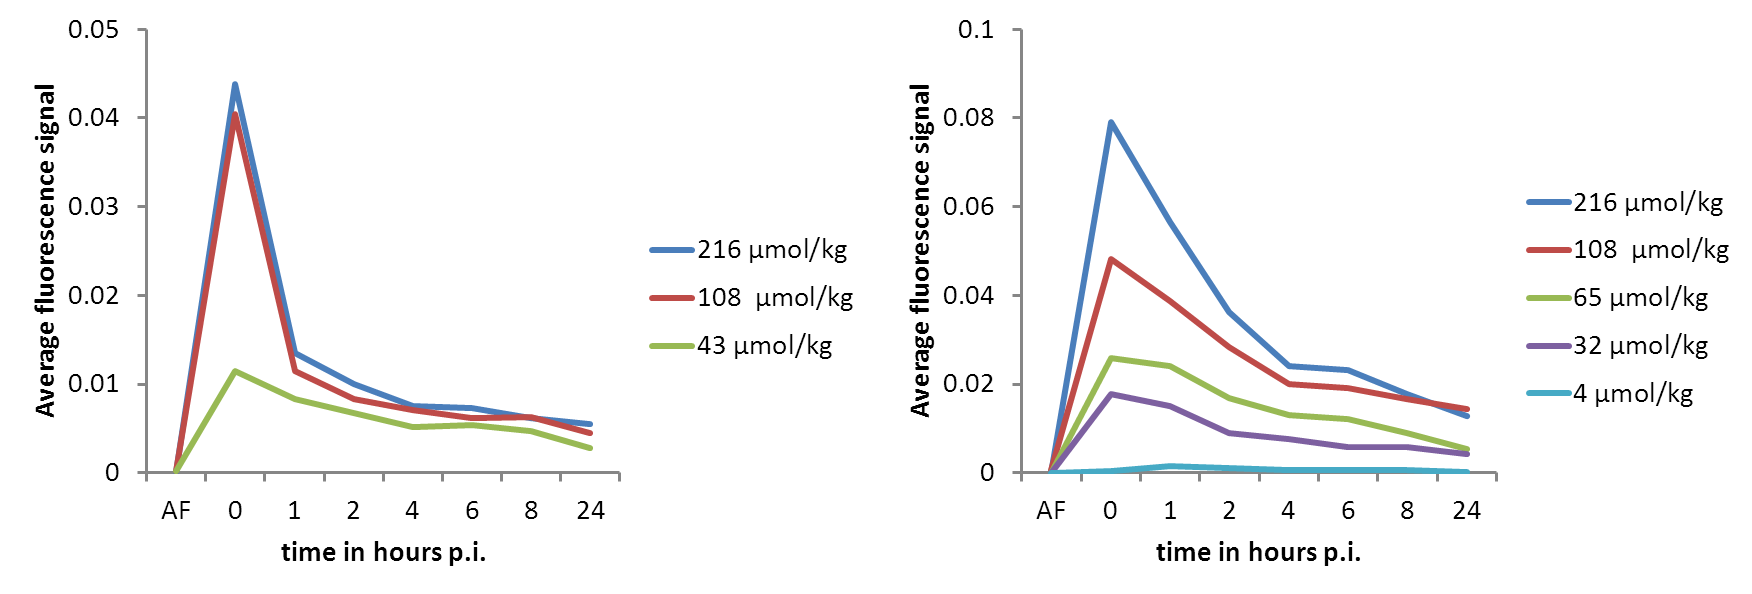 Average fluorescence signal
0.05
0.04
0.03
0.02
0.01
0
AF 0 1 2 4 6 8 24
time in hours p.i.
216 µmol/kg
108  µmol/kg
43 µmol/kg
Average fluorescence signal
0.1
0.08
0.06
0.04
0.02
0
AF 0 1 2 4 6 8 24
time in hours p.i.
216 µmol/kg
108  µmol/kg
65 µmol/kg
32 µmol/kg
4 µmol/kg